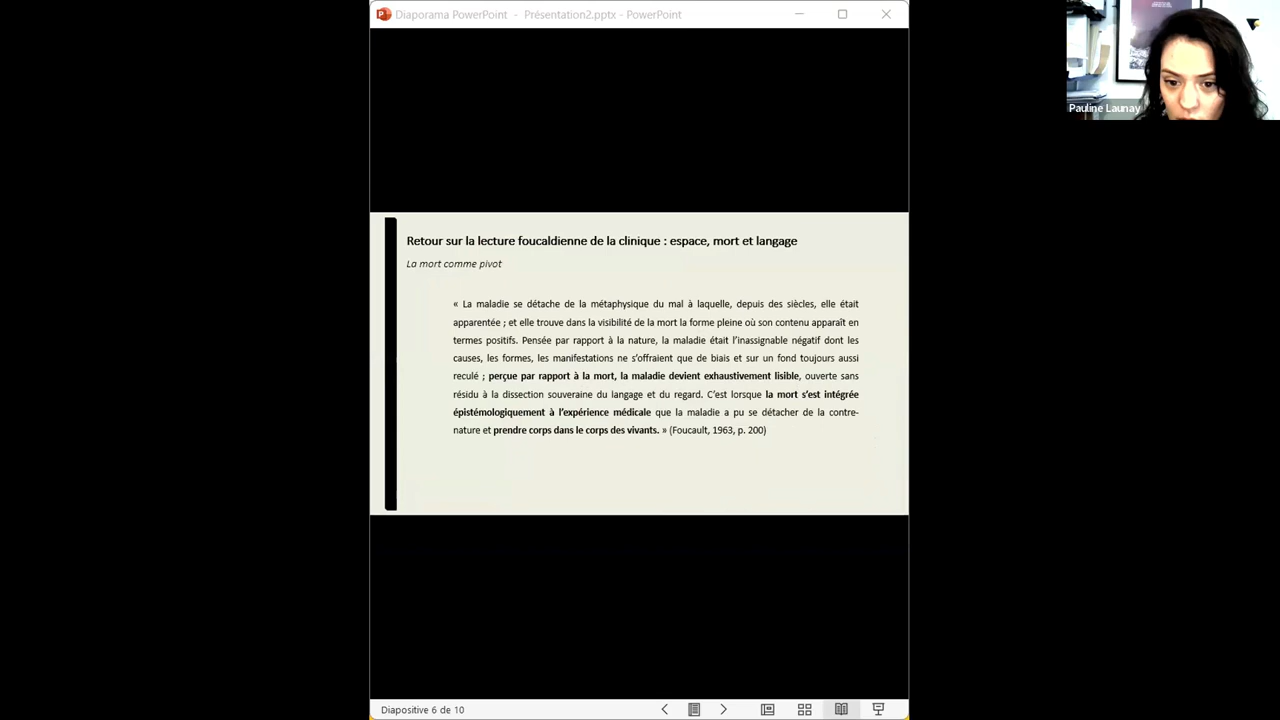 Diaporama PowerPoint - Présentation2.pptx - PowerPoint
Pauline Launay
Retour sur la lecture foucaldienne de la clinique : espace, mort et langage
La mort comme pivot
« La maladie se détache de la métaphysique du mal à laquelle, depuis des siècles, elle était
apparentée ; et elle trouve dans la visibilité de la mort la forme pleine où son contenu apparaît en
termes positifs. Pensée par rapport à la nature, la maladie était l’inassignable négatif dont les
causes, les formes, les manifestations ne s’offraient que de biais et sur un fond toujours aussi
reculé ; perçue par rapport à la mort, la maladie devient exhaustivement lisible, ouverte sans
résidu à la dissection souveraine du langage et du regard. C’est lorsque la mort s’est intégrée
épistémologiquement à l’expérience médicale que la maladie a pu se détacher de la contre-
nature et prendre corps dans le corps des vivants. » (Foucault, 1963, p. 200)
Diapositive 6 de 10